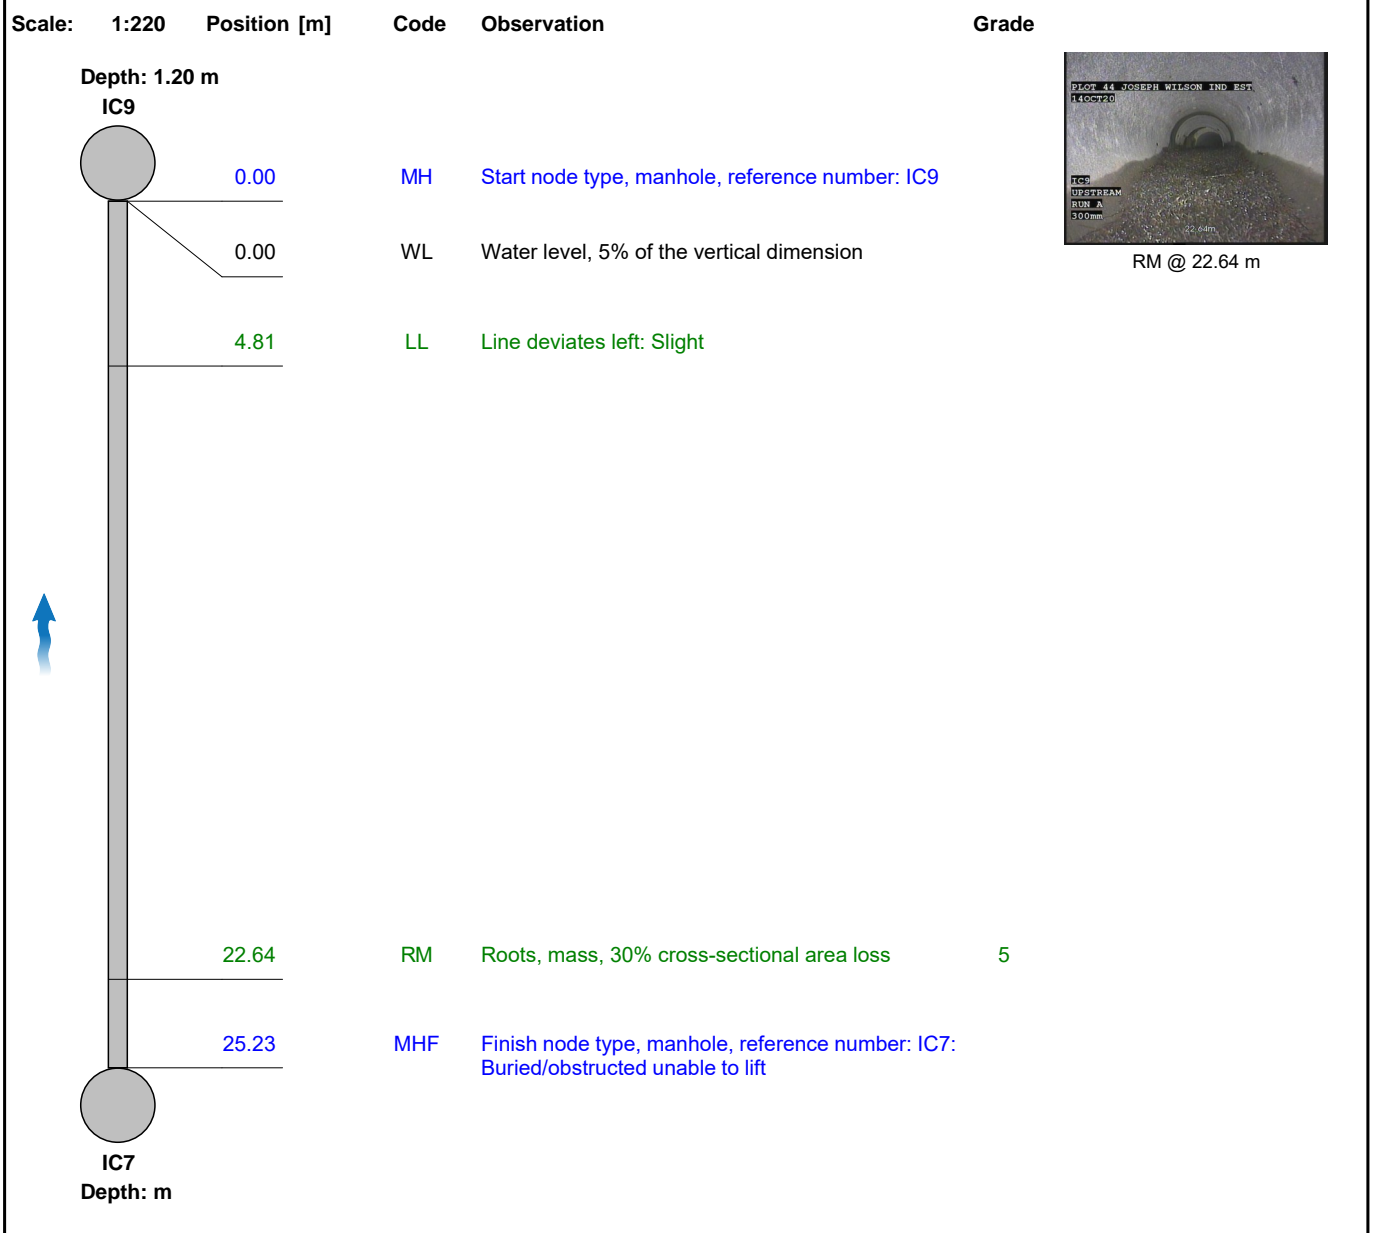 Scale: 1:220 Position [m] Code Observation Grade
Depth: 1.20 m
IC9
0.00 MH Start node type, manhole, reference number: IC9
0.00 WL Water level, 5% of the vertical dimension
4.81 LL Line deviates left: Slight
22.64 RM Roots, mass, 30% cross-sectional area loss 5
25.23 MHF Finish node type, manhole, reference number: IC7:
Buried/obstructed unable to lift
IC7
Depth: m
PLOT 44 JOSEPH WILSON IND EST
14OCT20
IC9
UPSTREAM
RUN A
300mm
22.64m
RM @ 22.64 m